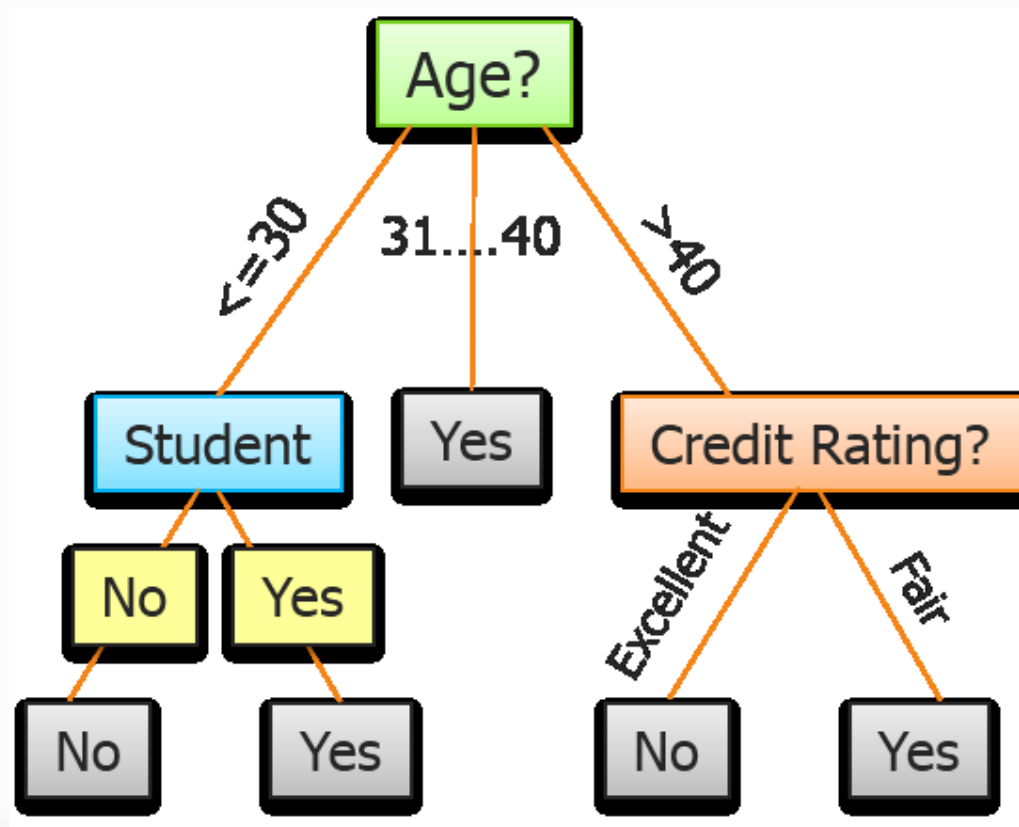 Age?
<=30
31....40
>40
Student
Yes
Credit Rating?
No
Yes
Excellent
Fair
No
Yes
No
Yes